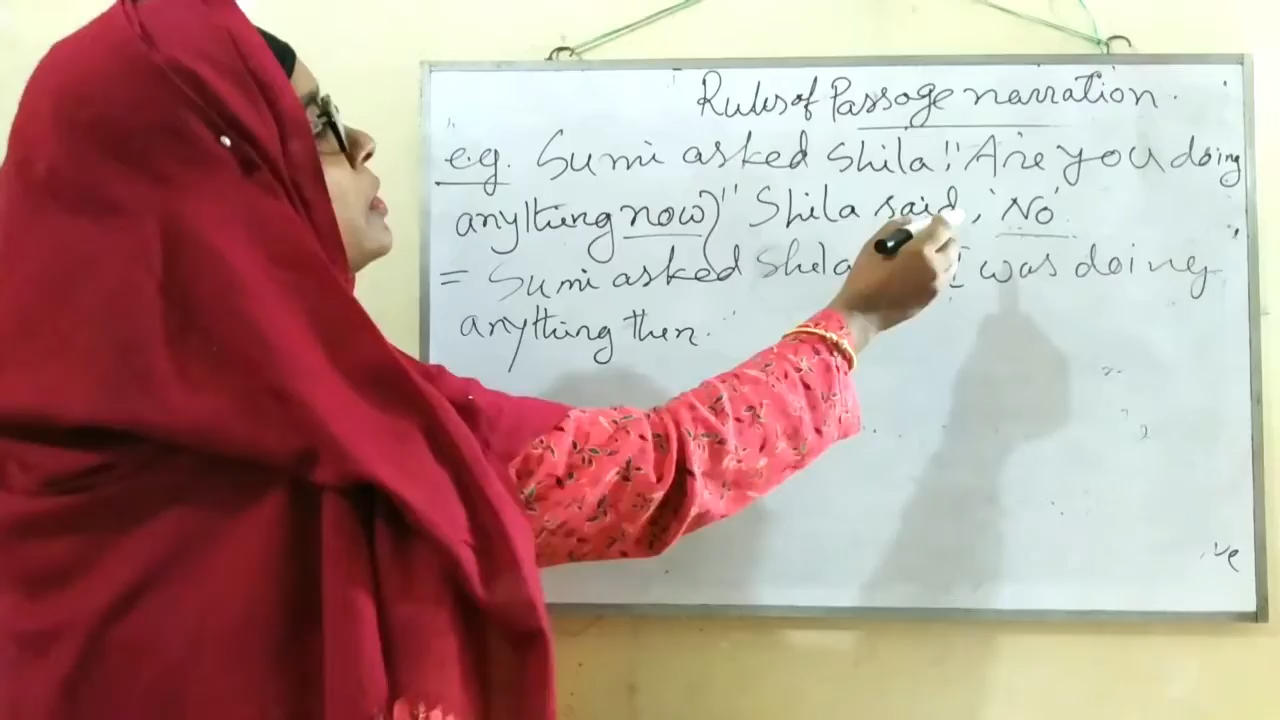 Rules of Passage narration.
e.g. Sumi asked Shila! "Are you doing
anything now?" Shila said, 'No'
= Sumi asked Shila I was doing
anything then.